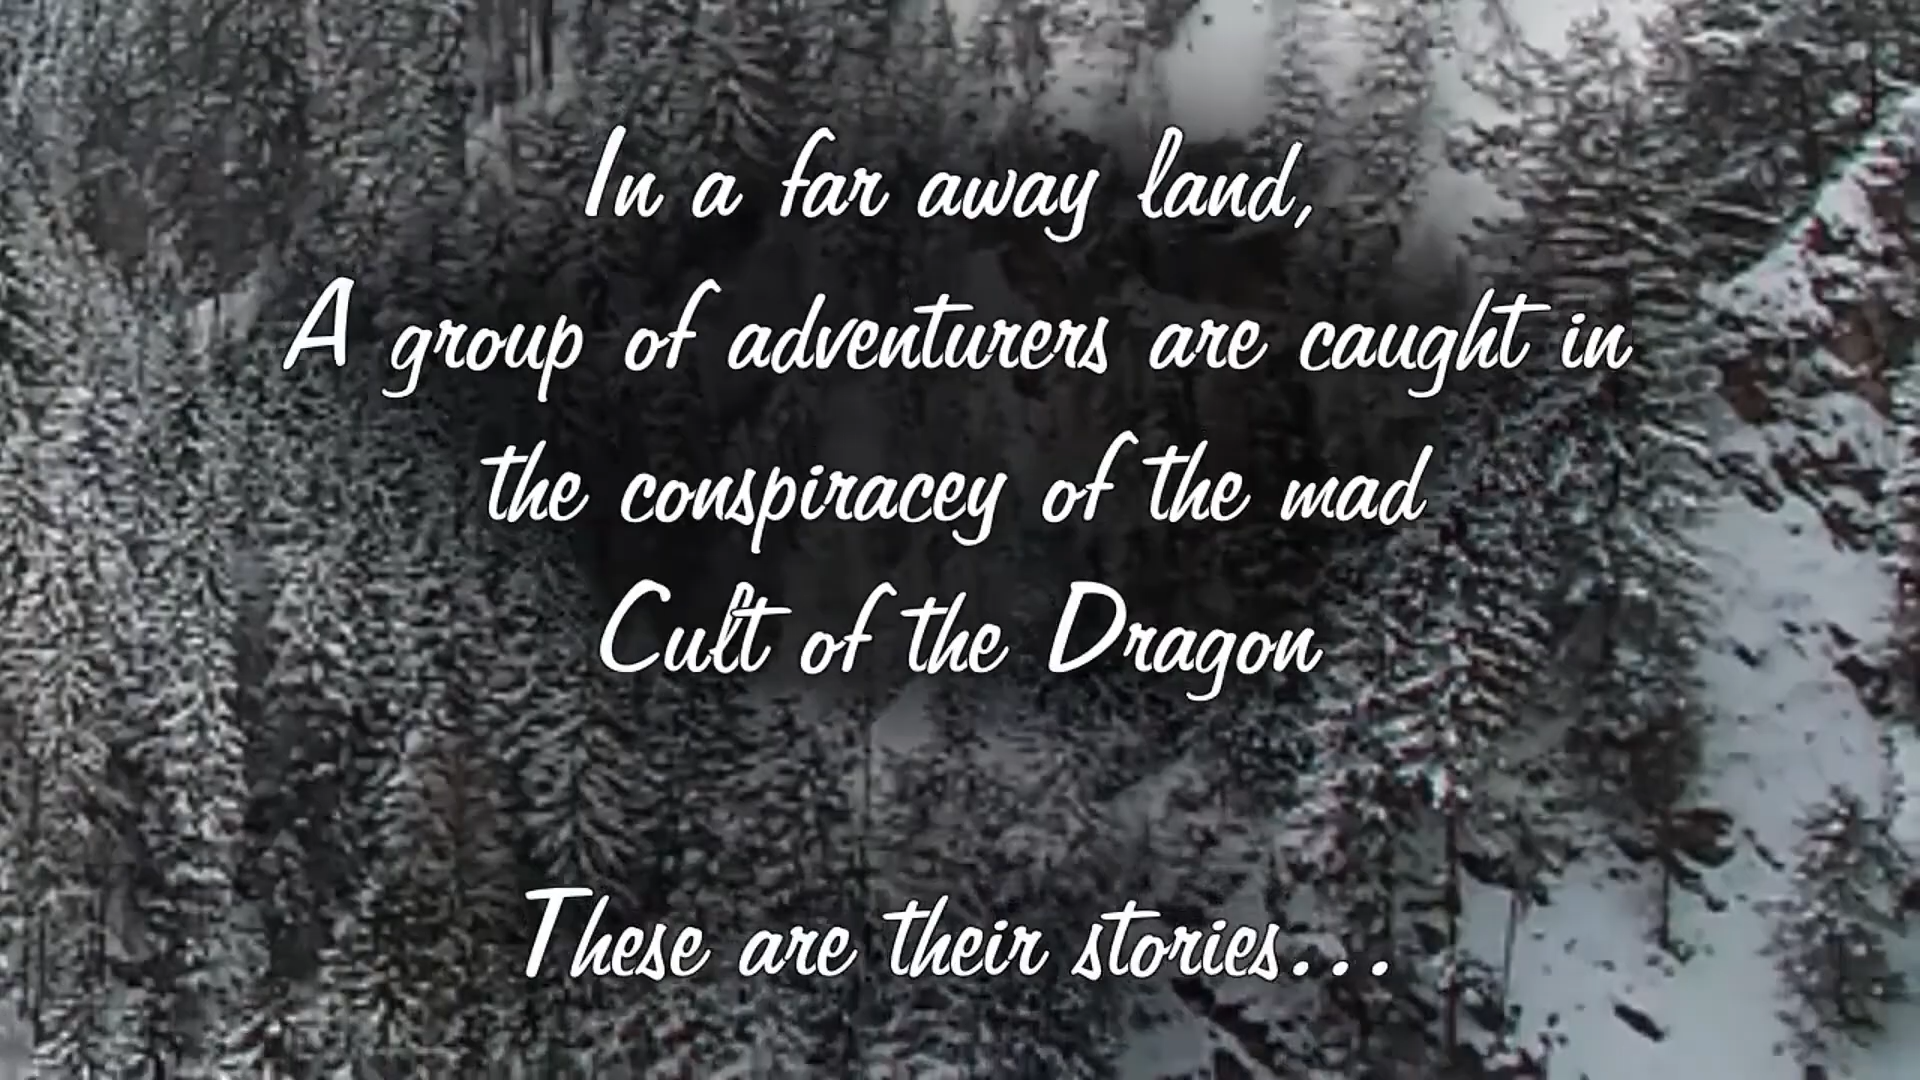 In a far away land,
A group of adventurers are caught in
the conspiracey of the mad
Cult of the Dragon
These are their stories...